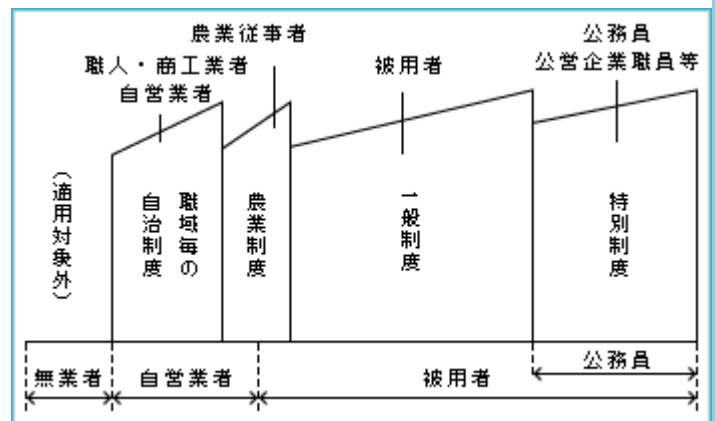 農業従事者
職人・商工業者
自営業者
被用者
公務員
公営企業職員等
（適用対象外）
職域毎の
自治制度
農業制度
一般制度
特別制度
公務員
無業者
自営業者
被用者